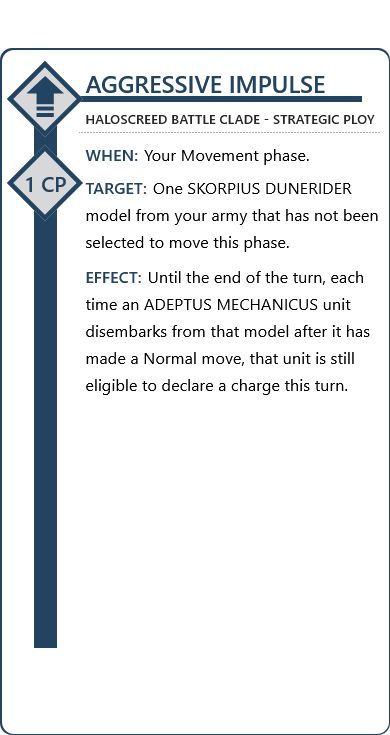 AGGRESSIVE IMPULSE
HALOSCREED BATTLE CLADE - STRATEGIC PLOY
WHEN: Your Movement phase.
1 CP
TARGET: One SKORPIUS DUNERIDER
model from your army that has not been
selected to move this phase.
EFFECT: Until the end of the turn, each
time an ADEPTUS MECHANICUS unit
disembarks from that model after it has
made a Normal move, that unit is still
eligible to declare a charge this turn.